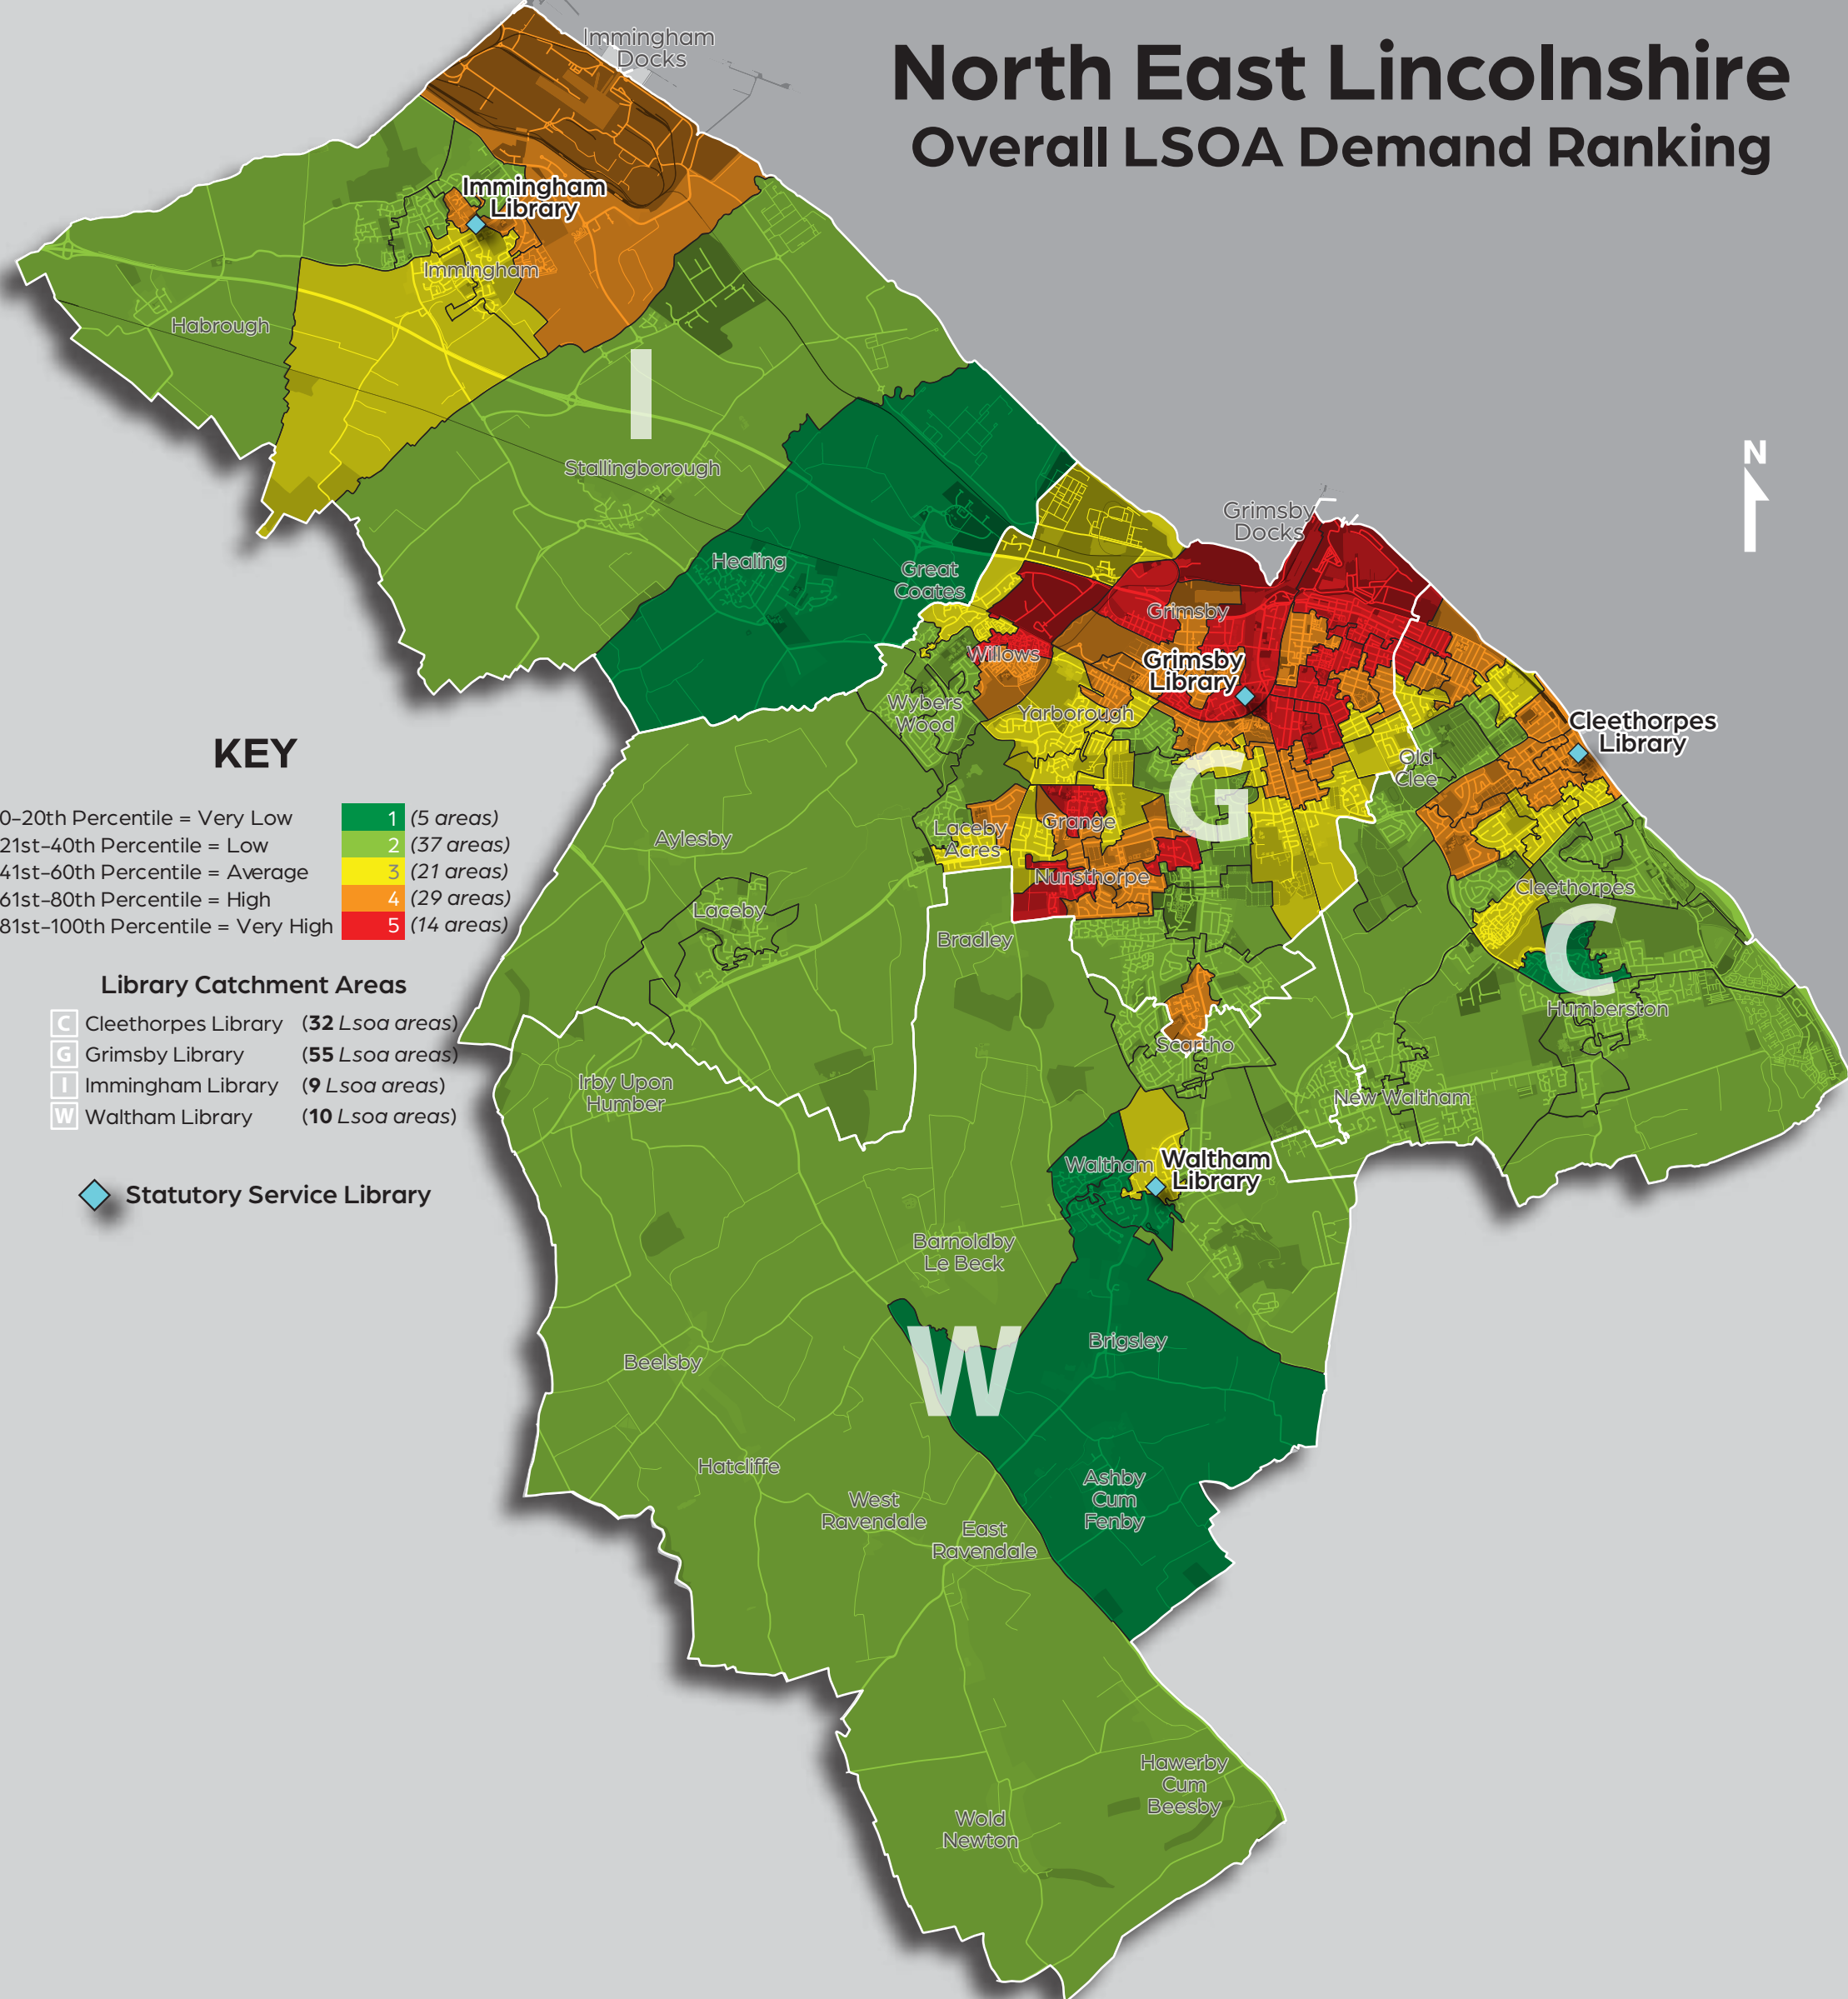 North East Lincolnshire
Overall LSOA Demand Ranking
Immingham
Docks
Immingham
Library
Immingham
Habrough
I
Stallingborough
Healing
Great
Coates
N
Grimsby
Docks
Grimsby
Willows
Grimsby
Library
Wybers
Wood
Yarborough
Cleethorpes
Library
Old
Clee
G
Grange
Laceby
Acres
Nunsthorpe
Aylesby
Laceby
Bradley
Cleethorpes
C
Humberston
Scartho
New Waltham
Irby Upon
Humber
Waltham
Waltham
Library
Barnoldby
Le Beck
Brigsley
W
Beelsby
Hatcliffe
West
Ravendale
East
Ravendale
Ashby
Cum
Fenby
Hawerby
Cum
Beesby
Wold
Newton
KEY
0-20th Percentile = Very Low 1 (5 areas)
21st-40th Percentile = Low 2 (37 areas)
41st-60th Percentile = Average 3 (21 areas)
61st-80th Percentile = High 4 (29 areas)
81st-100th Percentile = Very High 5 (14 areas)
Library Catchment Areas
C Cleethorpes Library (32 Lsoa areas)
G Grimsby Library (55 Lsoa areas)
I Immingham Library (9 Lsoa areas)
W Waltham Library (10 Lsoa areas)
Statutory Service Library